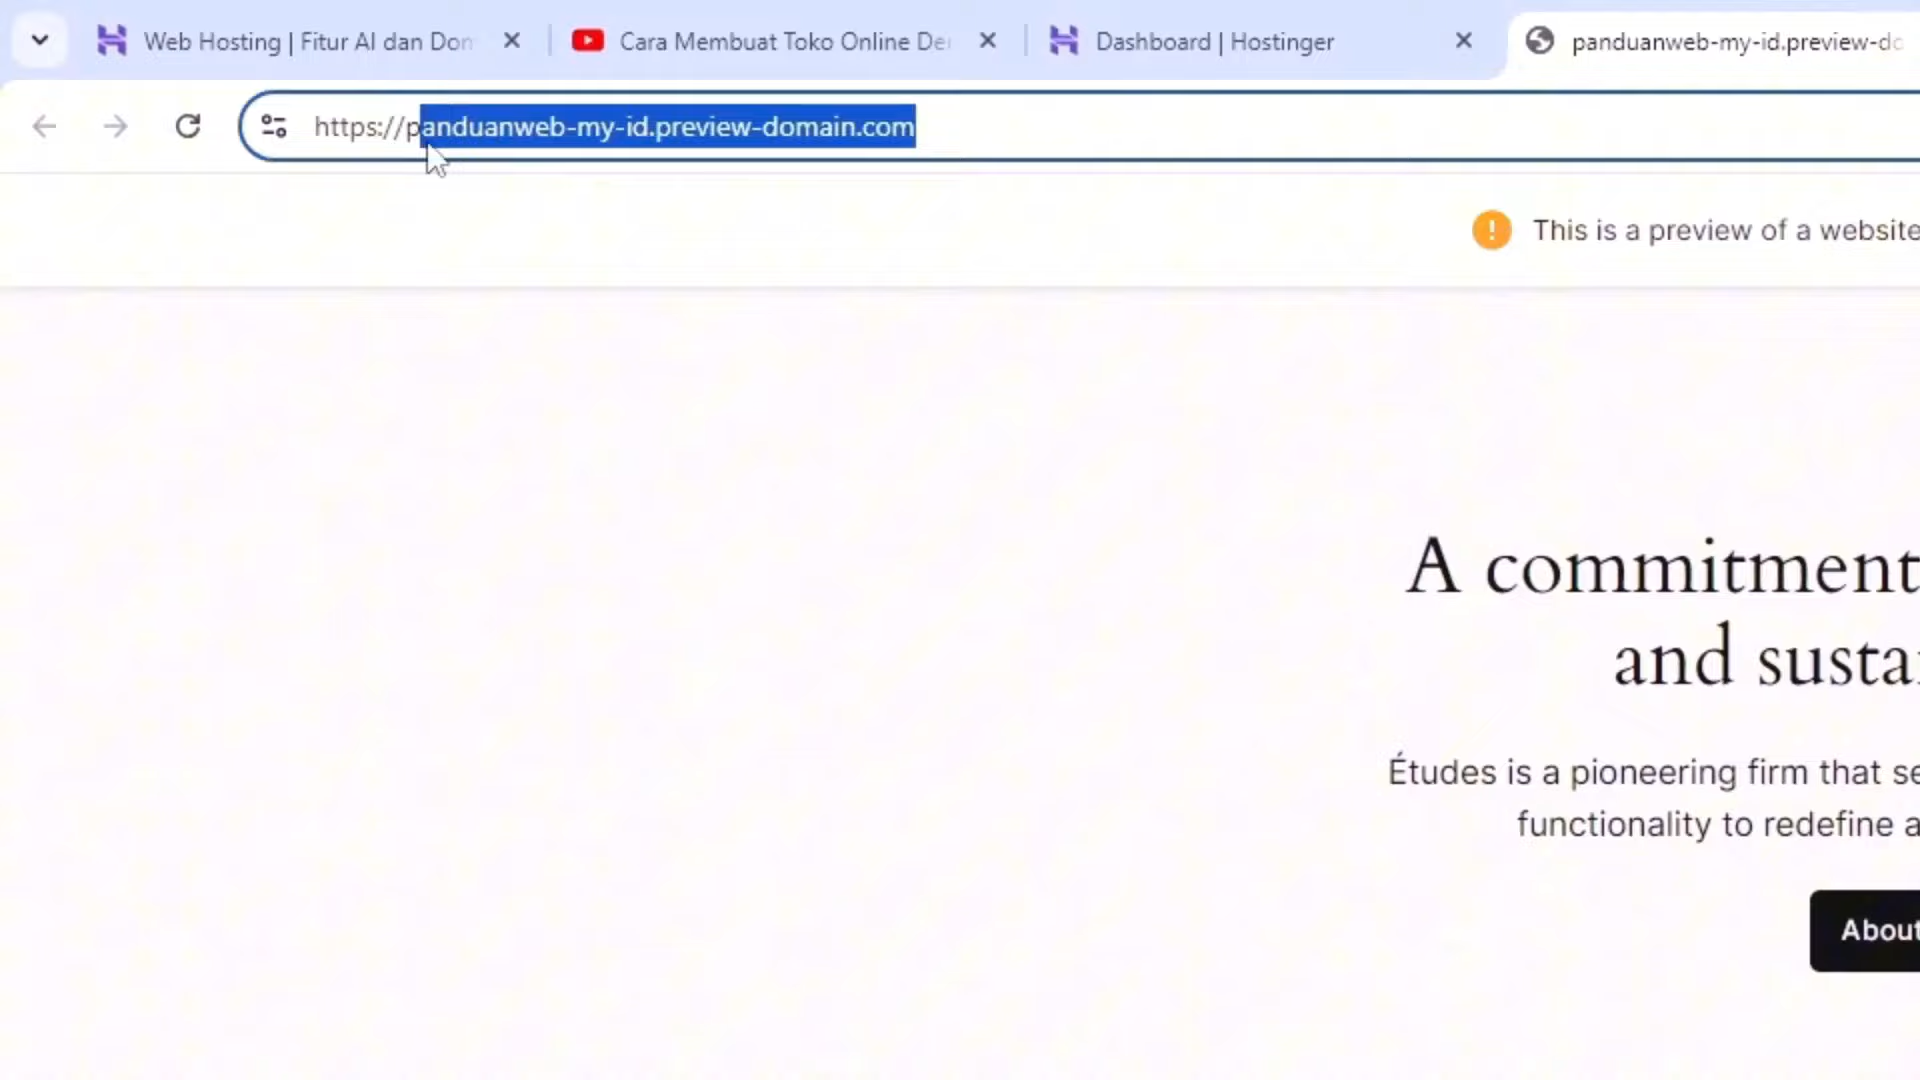 Web Hosting | Fitur AI dan Dom
Cara Membuat Toko Online De
Dashboard | Hostinger
panduanweb-my-id.preview-do
https://panduanweb-my-id.preview-domain.com
This is a preview of a website
A commitment
and sustai
Études is a pioneering firm that se
functionality to redefine a
About